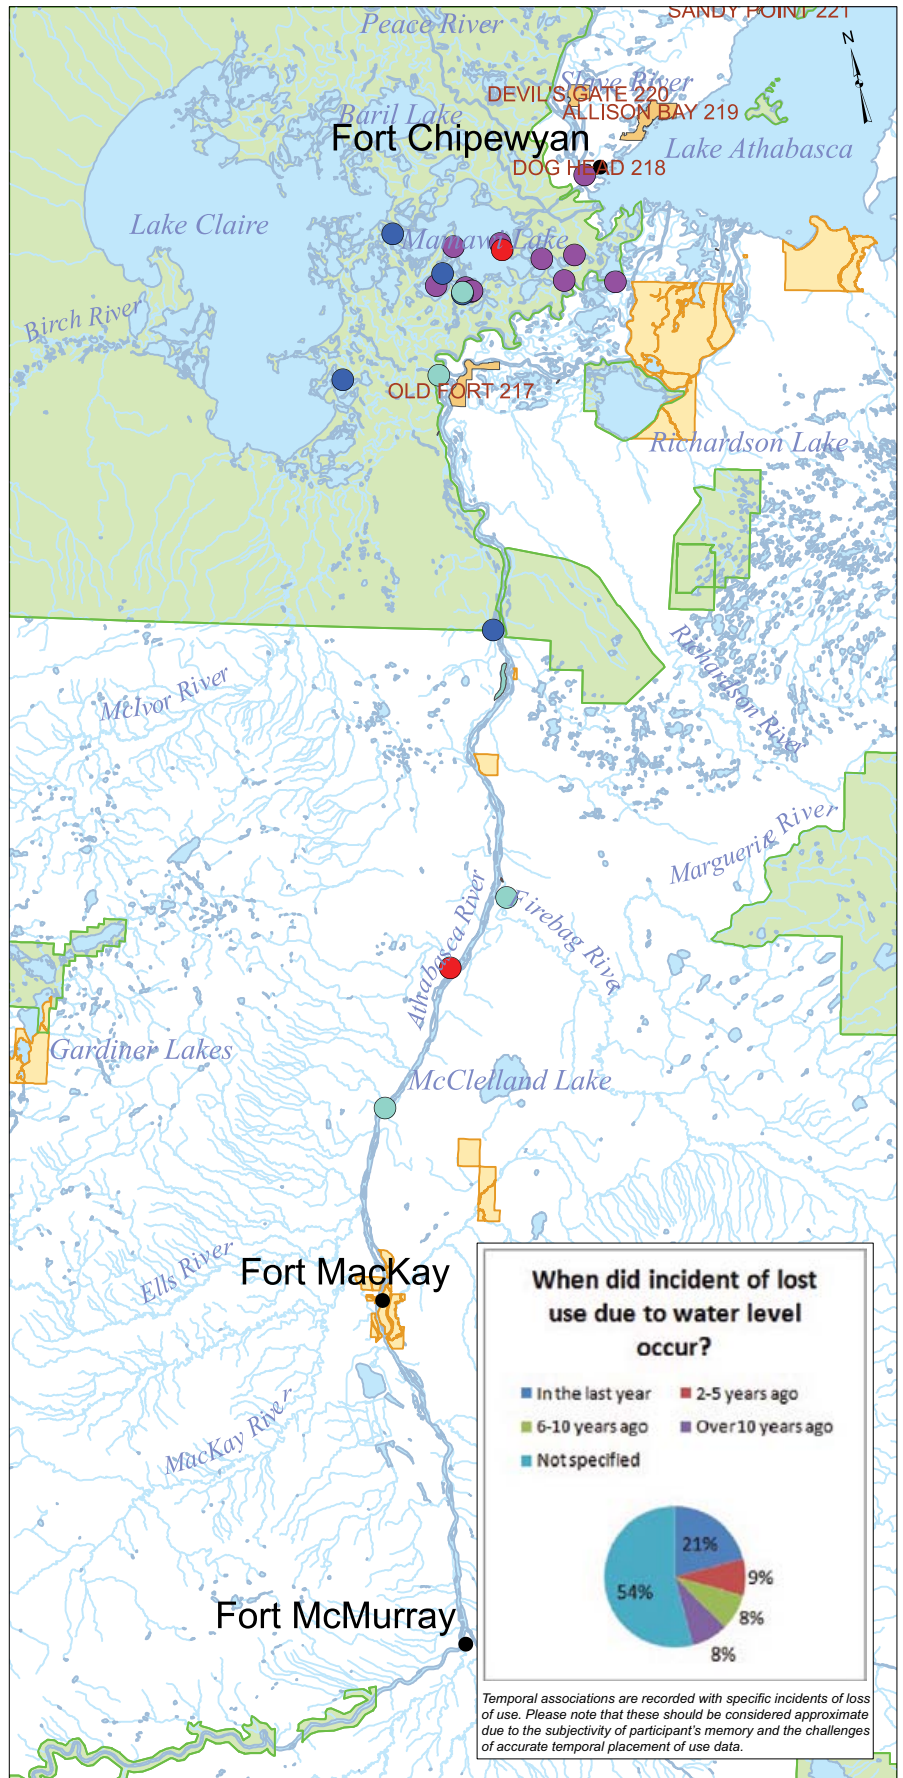 SANDY POINT 221
Peace River
N
Slave River
DEVIL'S GATE 220
Baril Lake
ALLISON BAY 219
Fort Chipewyan
Lake Athabasca
DOG HEAD 218
Lake Claire
Mamawi Lake
Birch River
OLD FORT 217
Richardson Lake
Richardson River
McIvor River
Marguerite River
Athabasca River
Firebag River
Gardiner Lakes
McClelland Lake
Ells River
Fort MacKay
When did incident of lost
use due to water level
occur?
In the last year
2-5 years ago
6-10 years ago
Over 10 years ago
Not specified
MacKay River
21%
9%
54%
8%
8%
Fort McMurray
Temporal associations are recorded with specific incidents of loss
of use. Please note that these should be considered approximate
due to the subjectivity of participant's memory and the challenges
of accurate temporal placement of use data.